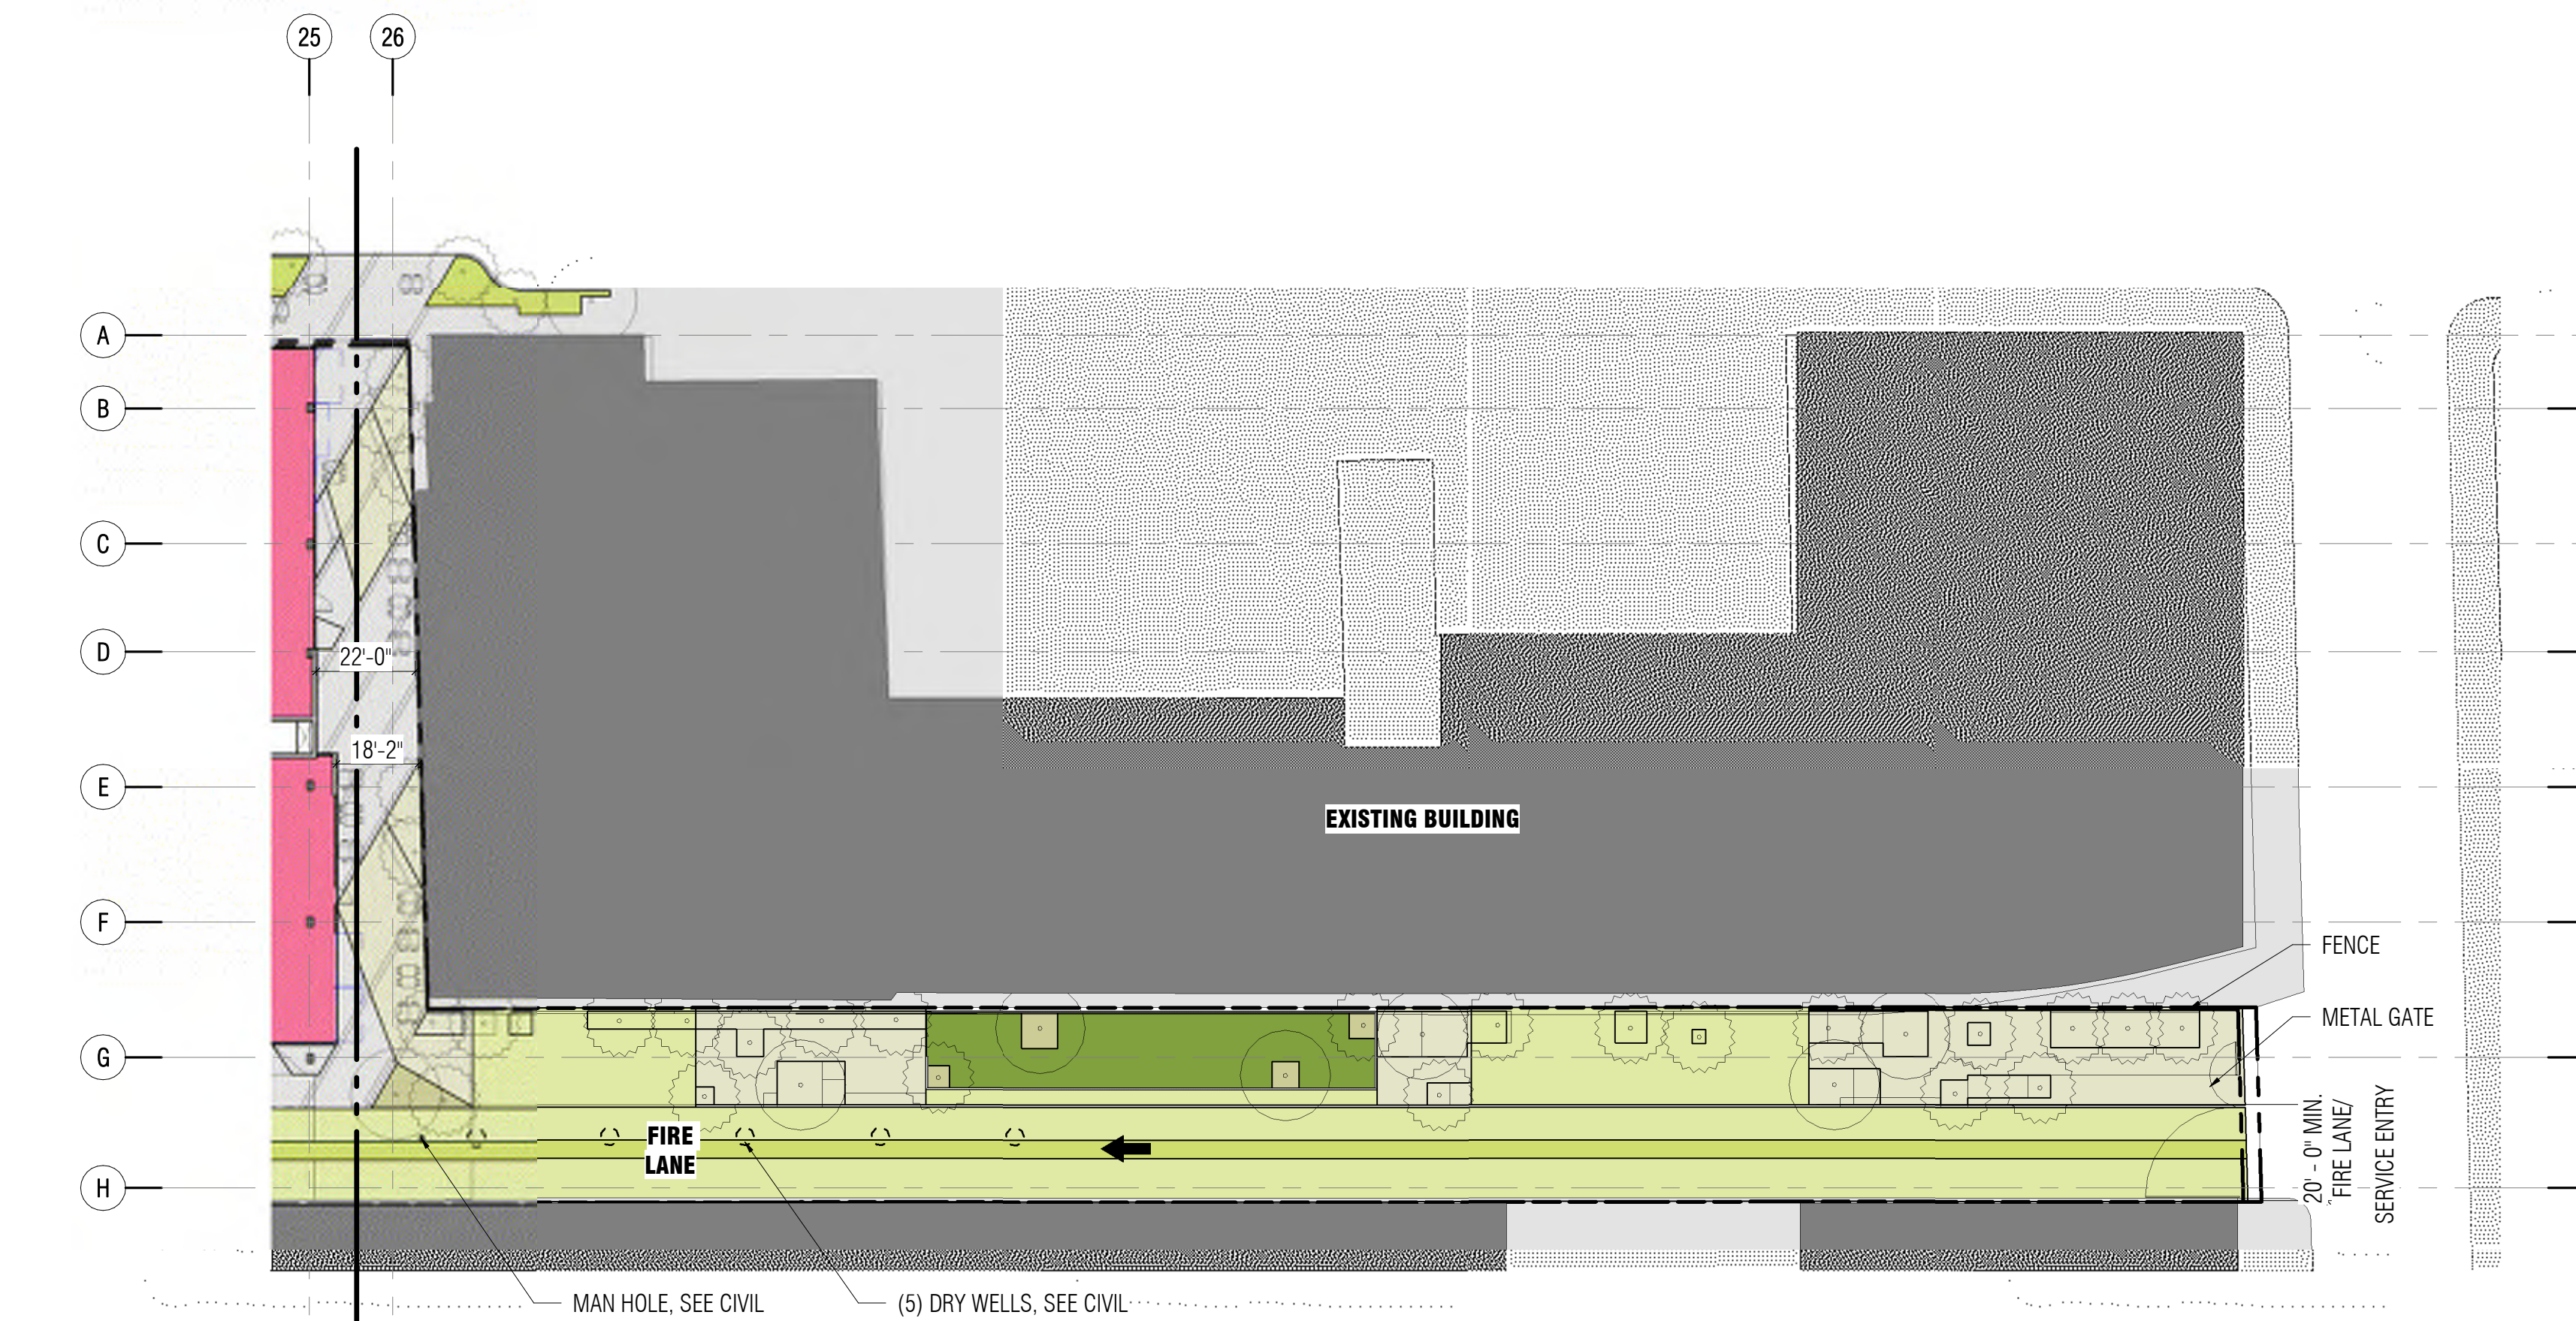 25
26
A
B
C
D
22'-0"
18'-2"
E
EXISTING BUILDING
F
FENCE
METAL GATE
G
FIRE
LANE
20' - 0" MIN.
FIRE LANE/
SERVICE ENTRY
H
MAN HOLE, SEE CIVIL
(5) DRY WELLS, SEE CIVIL